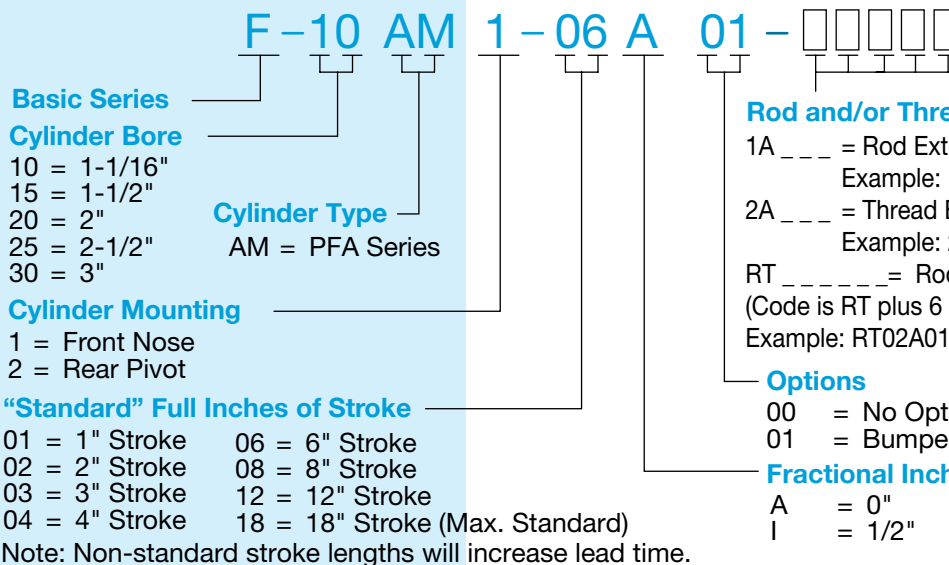 F – 10 AM 1 – 06 A 01 –
Basic Series
Cylinder Bore
10 = 1-1/16"
15 = 1-1/2"
20 = 2"
25 = 2-1/2"
30 = 3"
Cylinder Type
AM = PFA Series
Cylinder Mounting
1 = Front Nose
2 = Rear Pivot
“Standard” Full Inches of Stroke
01 = 1" Stroke
02 = 2" Stroke
03 = 3" Stroke
04 = 4" Stroke
06 = 6" Stroke
08 = 8" Stroke
12 = 12" Stroke
18 = 18" Stroke (Max. Standard)
Note: Non-standard stroke lengths will increase lead time.
Rod and/or Thre
1A _ _ _ = Rod Ext
Example:
2A _ _ _ = Thread
Example:
RT _ _ _ _ _ _ = Rod
(Code is RT plus 6
Example: RT02A01
Options
00 = No Opt
01 = Bumpe
Fractional Inch
A = 0"
I = 1/2"